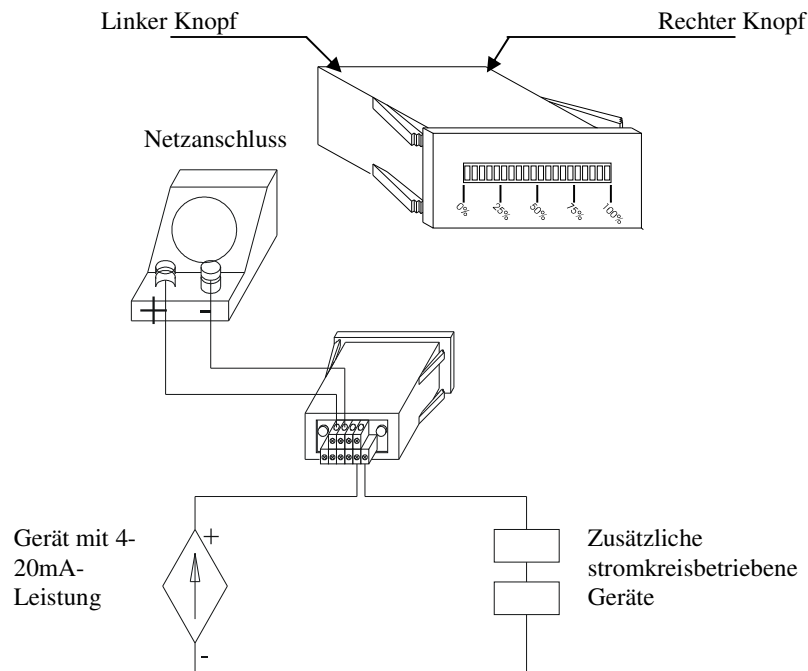 Linker Knopf
Rechter Knopf
Netzanschluss
0%
25%
50%
75%
100%
+
-
Gerät mit 4-
20mA-
Leistung
+
-
Zusätzliche
stromkreisbetriebene
Geräte